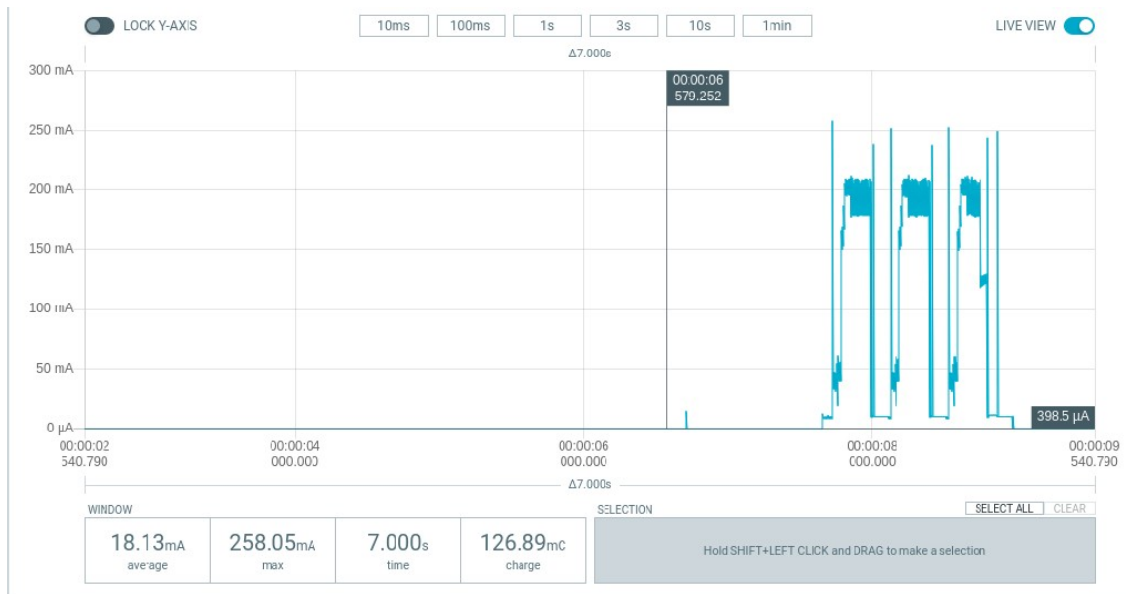 LOCK Y-AXIS 10ms 100ms 1s 3s 10s 1min LIVE VIEW
Δ7.000s
300 mA
00:00:06
579.252
250 mA
200 mA
150 mA
100 mA
50 mA
398.5 µA
0 µA
00:00:02 00:00:04 00:00:06 00:00:08 00:00:09
540.790 000.000 000.000 000.000 540.790
Δ7.000s
WINDOW SELECTION SELECT ALL CLEAR
18.13mA 258.05mA 7.000s 126.89mC
average max time charge
Hold SHIFT+LEFT CLICK and DRAG to make a selection